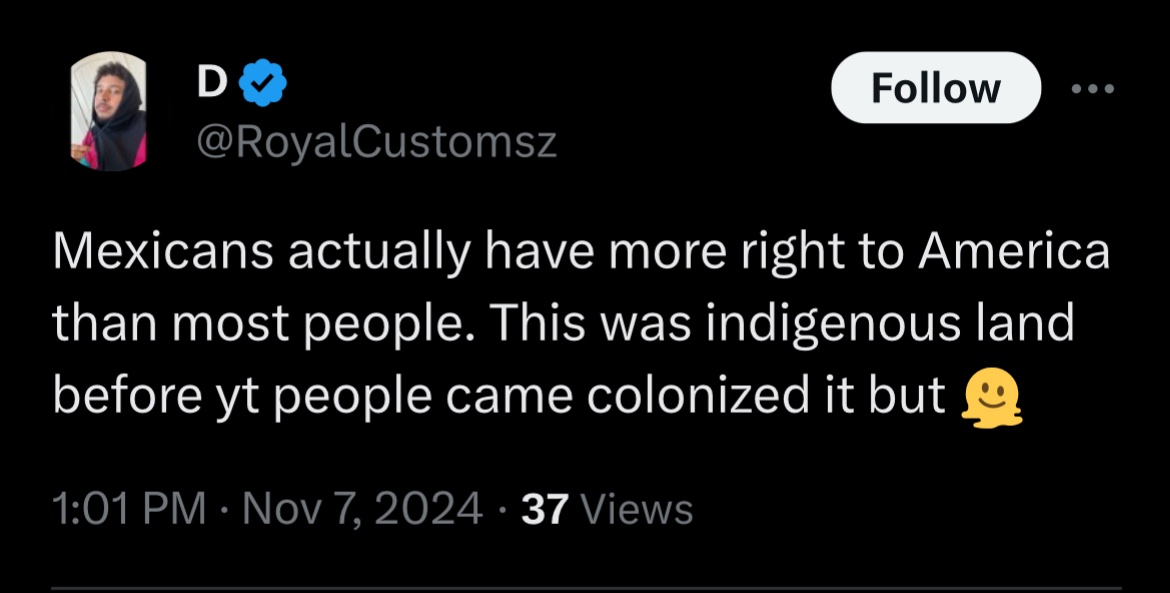 D
@RoyalCustomsz
Follow
Mexicans actually have more right to America
than most people. This was indigenous land
before yt people came colonized it but 🫠
1:01 PM · Nov 7, 2024 · 37 Views